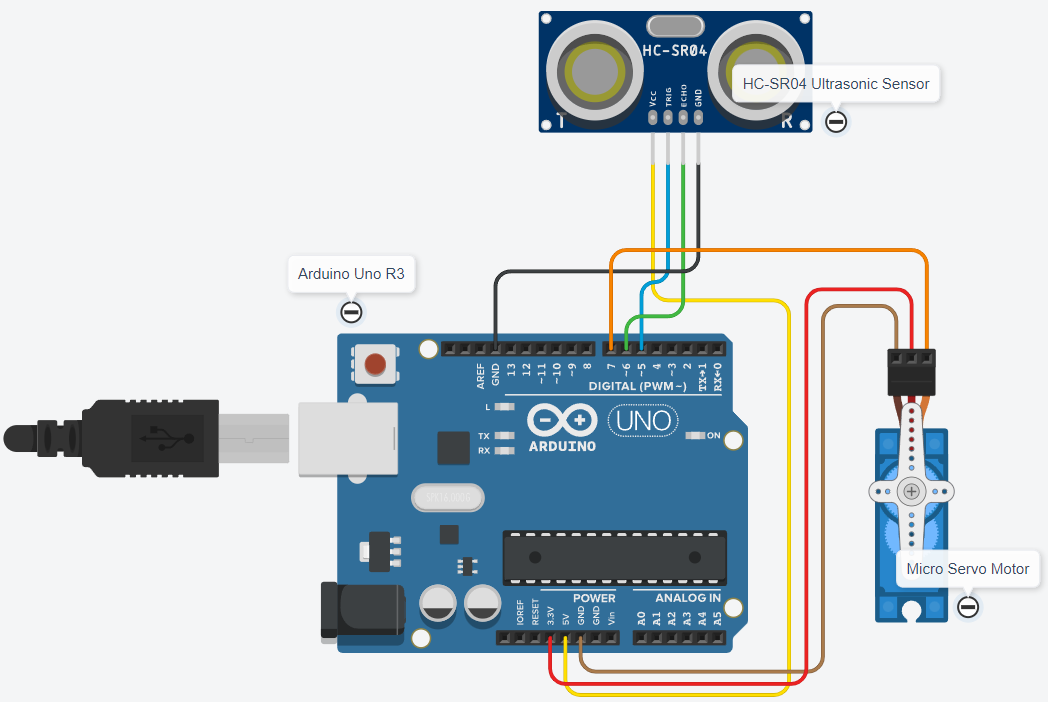 HC-SR04
HC-SR04 Ultrasonic Sensor
Vcc
TRIG
ECHO
GND
T
R
Arduino Uno R3
AREF
GND
13
12
~11
~10
~9
8
7
~6
~5
4
~3
2
TX→1
RX←0
DIGITAL (PWM~)
L
TX
RX
UNO
ON
ARDUINO
Micro Servo Motor
POWER
ANALOG IN
IOREF
RESET
3.3V
5V
GND
GND
Vin
A0
A1
A2
A3
A4
A5